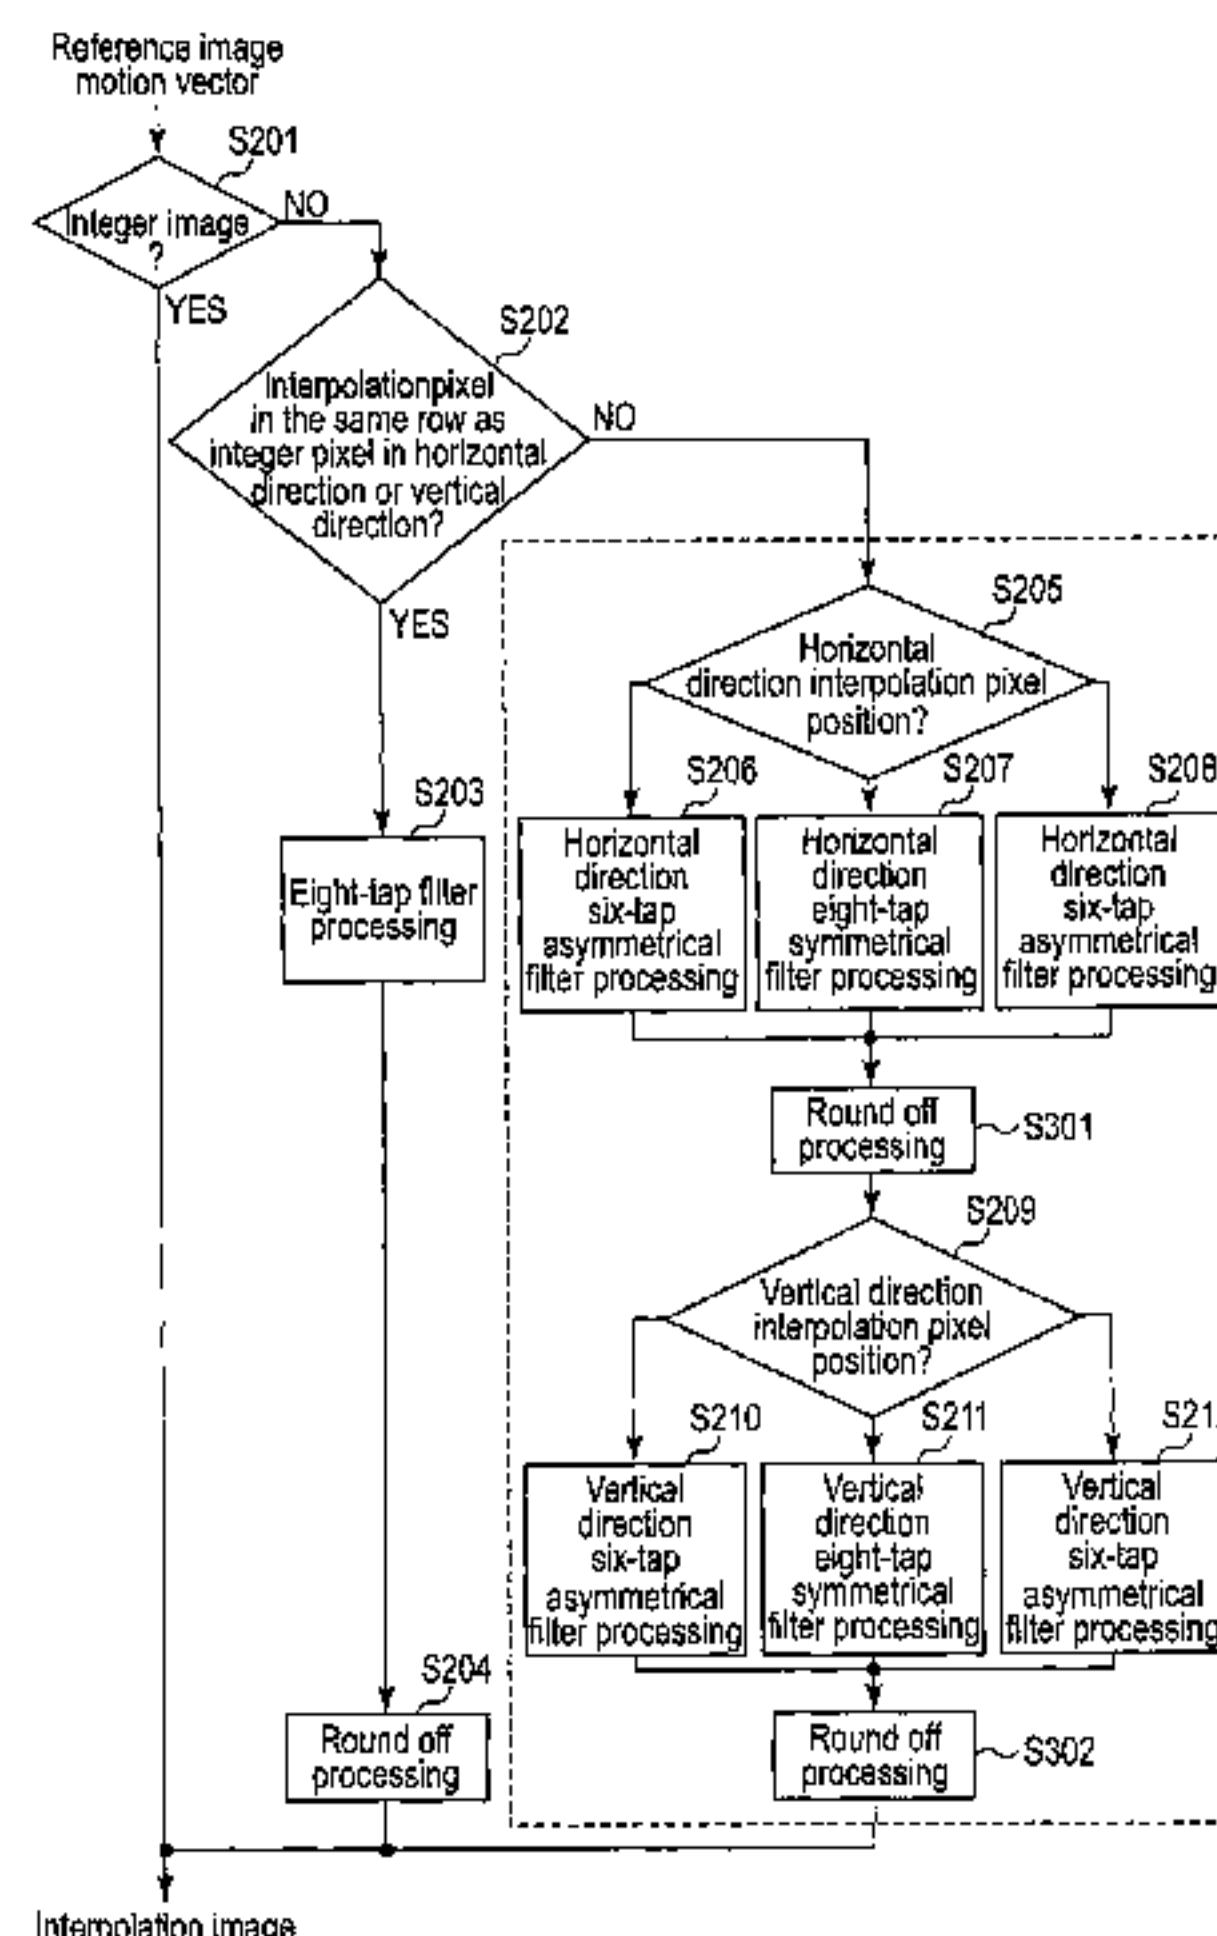 Reference image
motion vector
S201
Integer image
?
NO
YES
S202
Interpolationpixel
in the same row as
integer pixel in horizontal
direction or vertical
direction?
NO
YES
S203
Eight-tap filter
processing
S205
Horizontal
direction interpolation pixel
position?
S206
Horizontal
direction
six-tap
asymmetrical
filter processing
S207
Horizontal
direction
eight-tap
symmetrical
filter processing
S208
Horizontal
direction
six-tap
asymmetrical
filter processing
Round off
processing
S301
S209
Vertical direction
interpolation pixel
position?
S210
Vertical
direction
six-tap
asymmetrical
filter processing
S211
Vertical
direction
eight-tap
symmetrical
filter processing
Vertical
direction
six-tap
asymmetrical
filter processing
S204
Round off
processing
Round off
processing
S302
Interpolation image